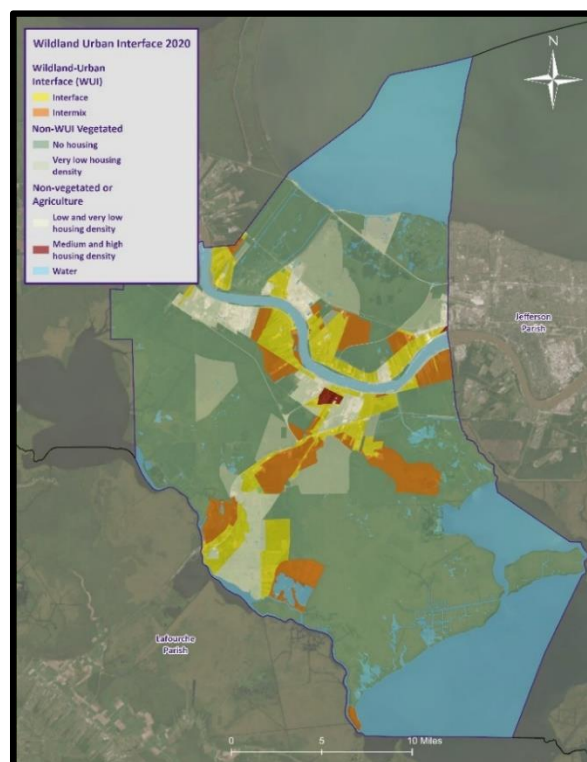 Wildland Urban Interface 2020
Wildland-Urban
Interface (WUI)
Interface
Intermix
Non-WUI Vegetated
No housing
Very low housing
density
Non-vegetated or
Agriculture
Low and very low
housing density
Medium and high
housing density
Water
N
Jefferson
Parish
Lafourche
Parish
0 5 10 Miles